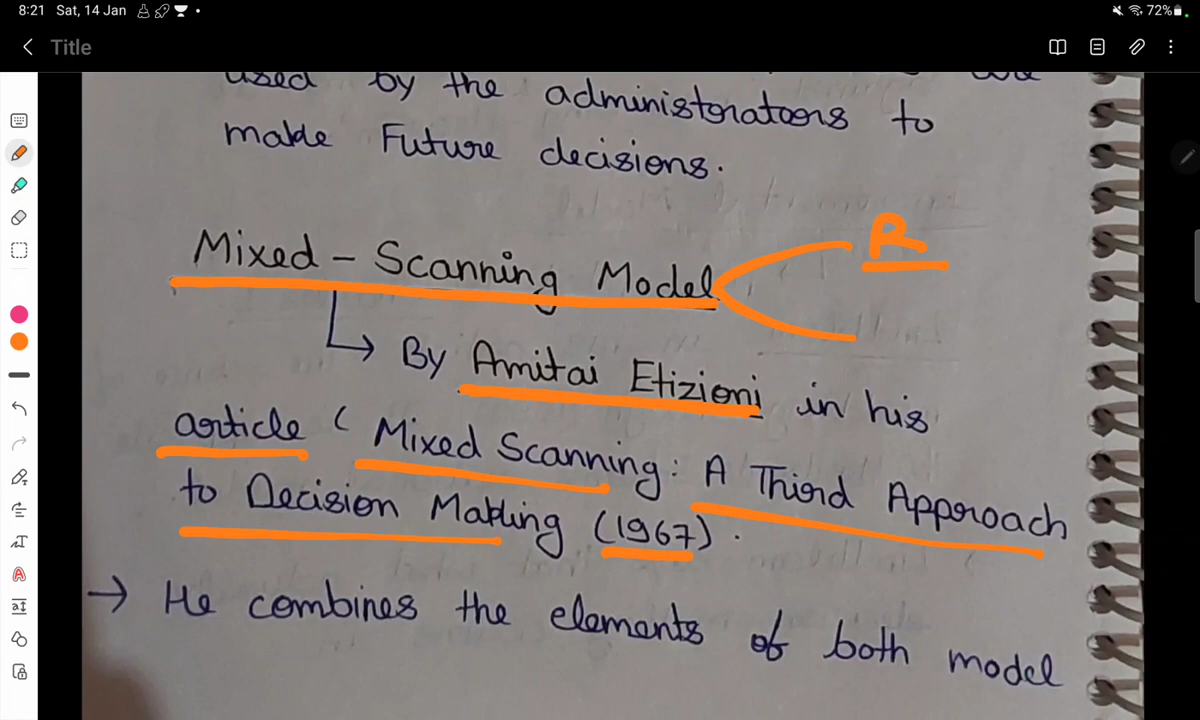 8:21 Sat, 14 Jan
72%
Title
used by the administrators to
make Future decisions.
R
Mixed - Scanning Model
By Amitai Etizioni in his
article ( Mixed Scanning: A Third Approach
to Decision Making (1967).
→ He combines the elements of both model